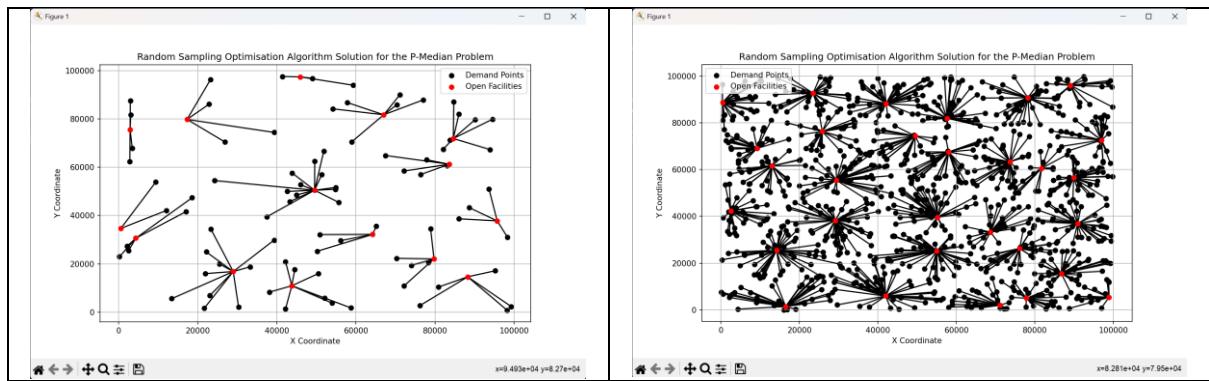 Figure 1
Random Sampling Optimisation Algorithm Solution for the P-Median Problem
Demand Points
Open Facilities
100000
80000
60000
40000
20000
0
Y Coordinate
0 20000 40000 60000 80000 100000
X Coordinate
x=9.493e+04 y=8.27e+04
Figure 1
Random Sampling Optimisation Algorithm Solution for the P-Median Problem
Demand Points
Open Facilities
100000
80000
60000
40000
20000
0
Y Coordinate
0 20000 40000 60000 80000 100000
X Coordinate
x=8.281e+04 y=7.95e+04